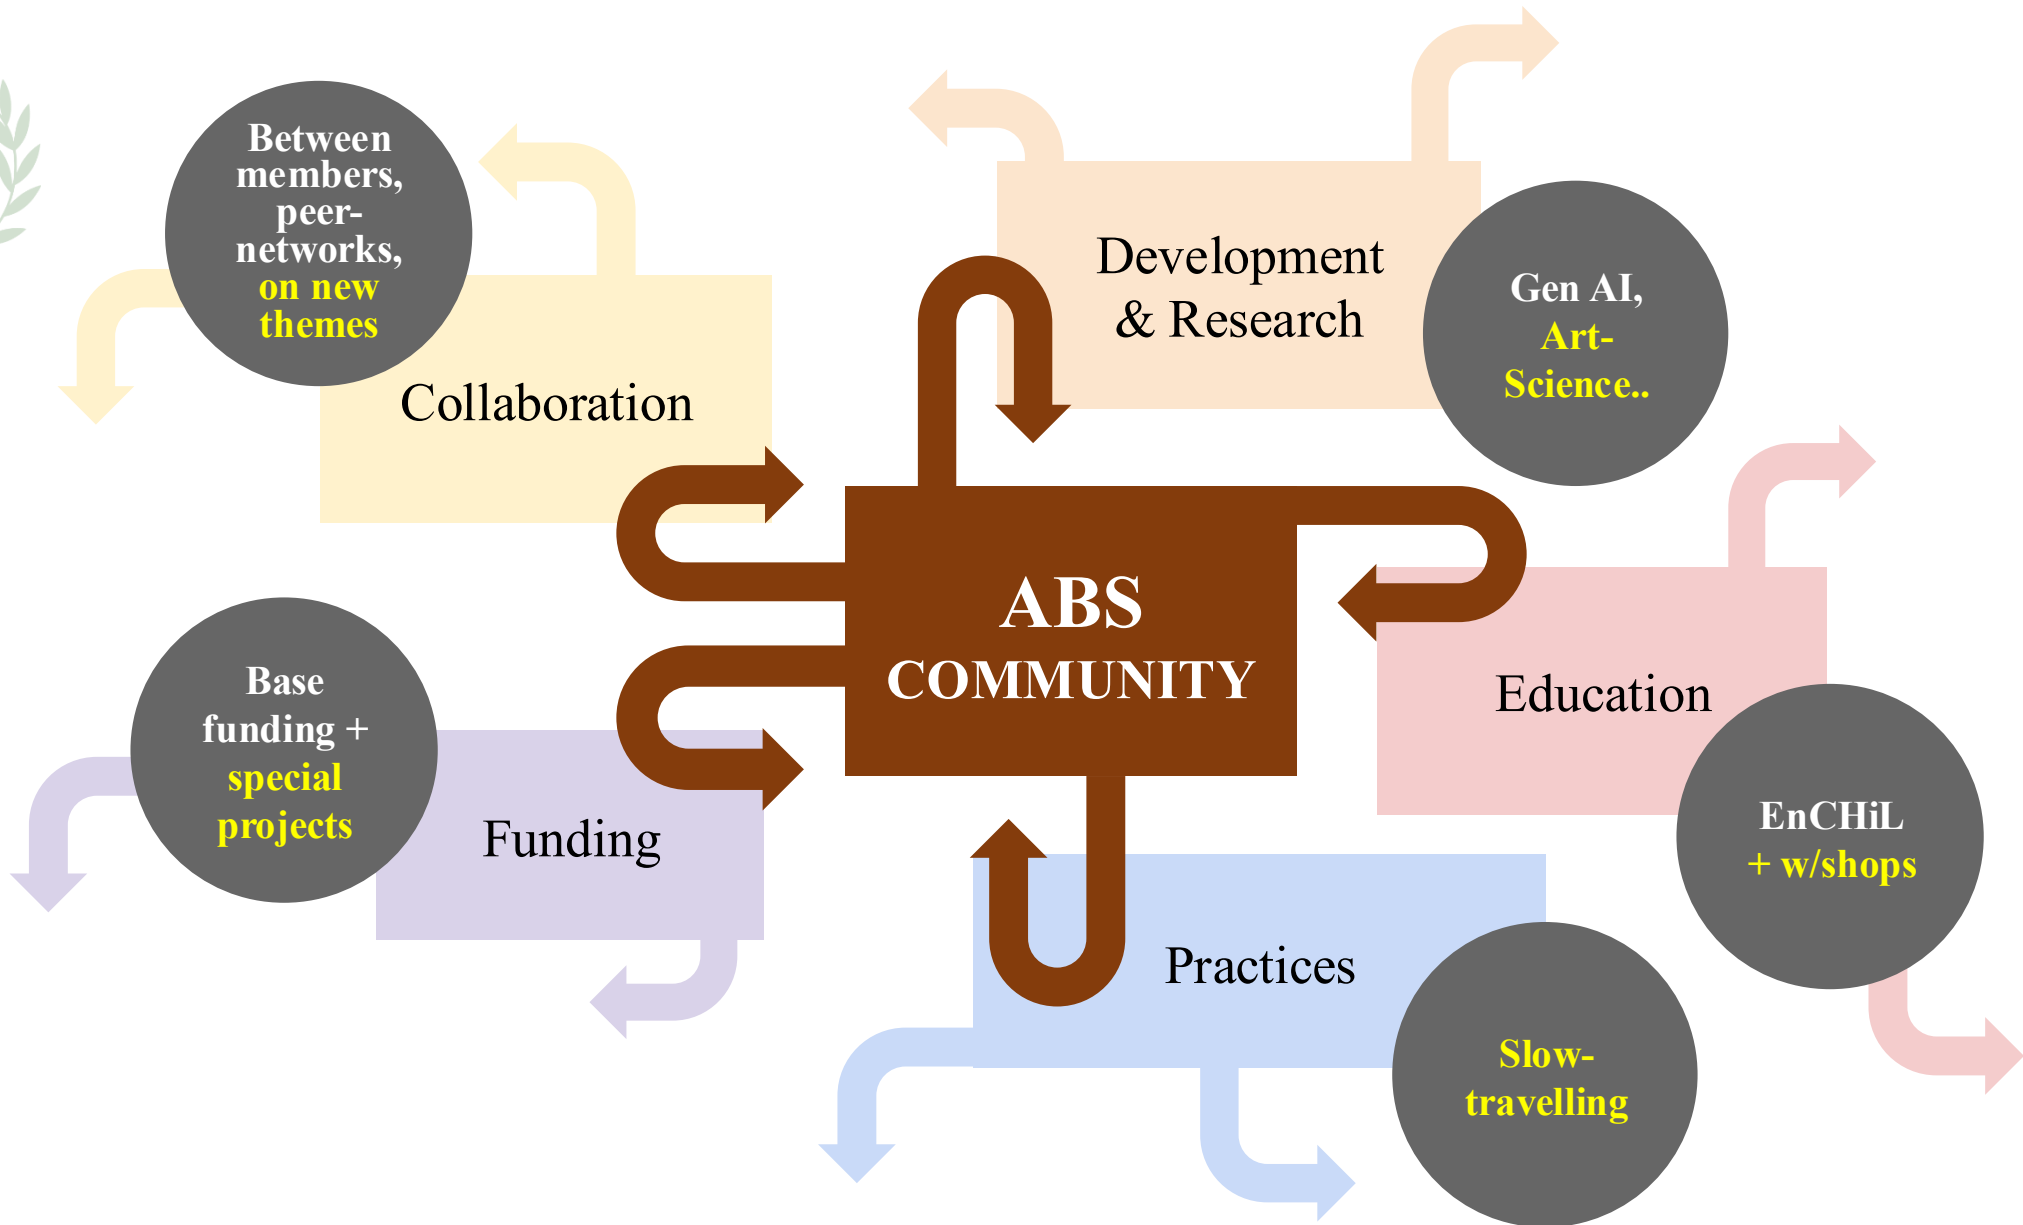 Between
members,
peer-
networks,
on new
themes
Collaboration
Development
& Research
Gen AI,
Art-
Science..
ABS
COMMUNITY
Education
EnCHiL
+ w/shops
Base
funding +
special
projects
Funding
Practices
Slow-
travelling